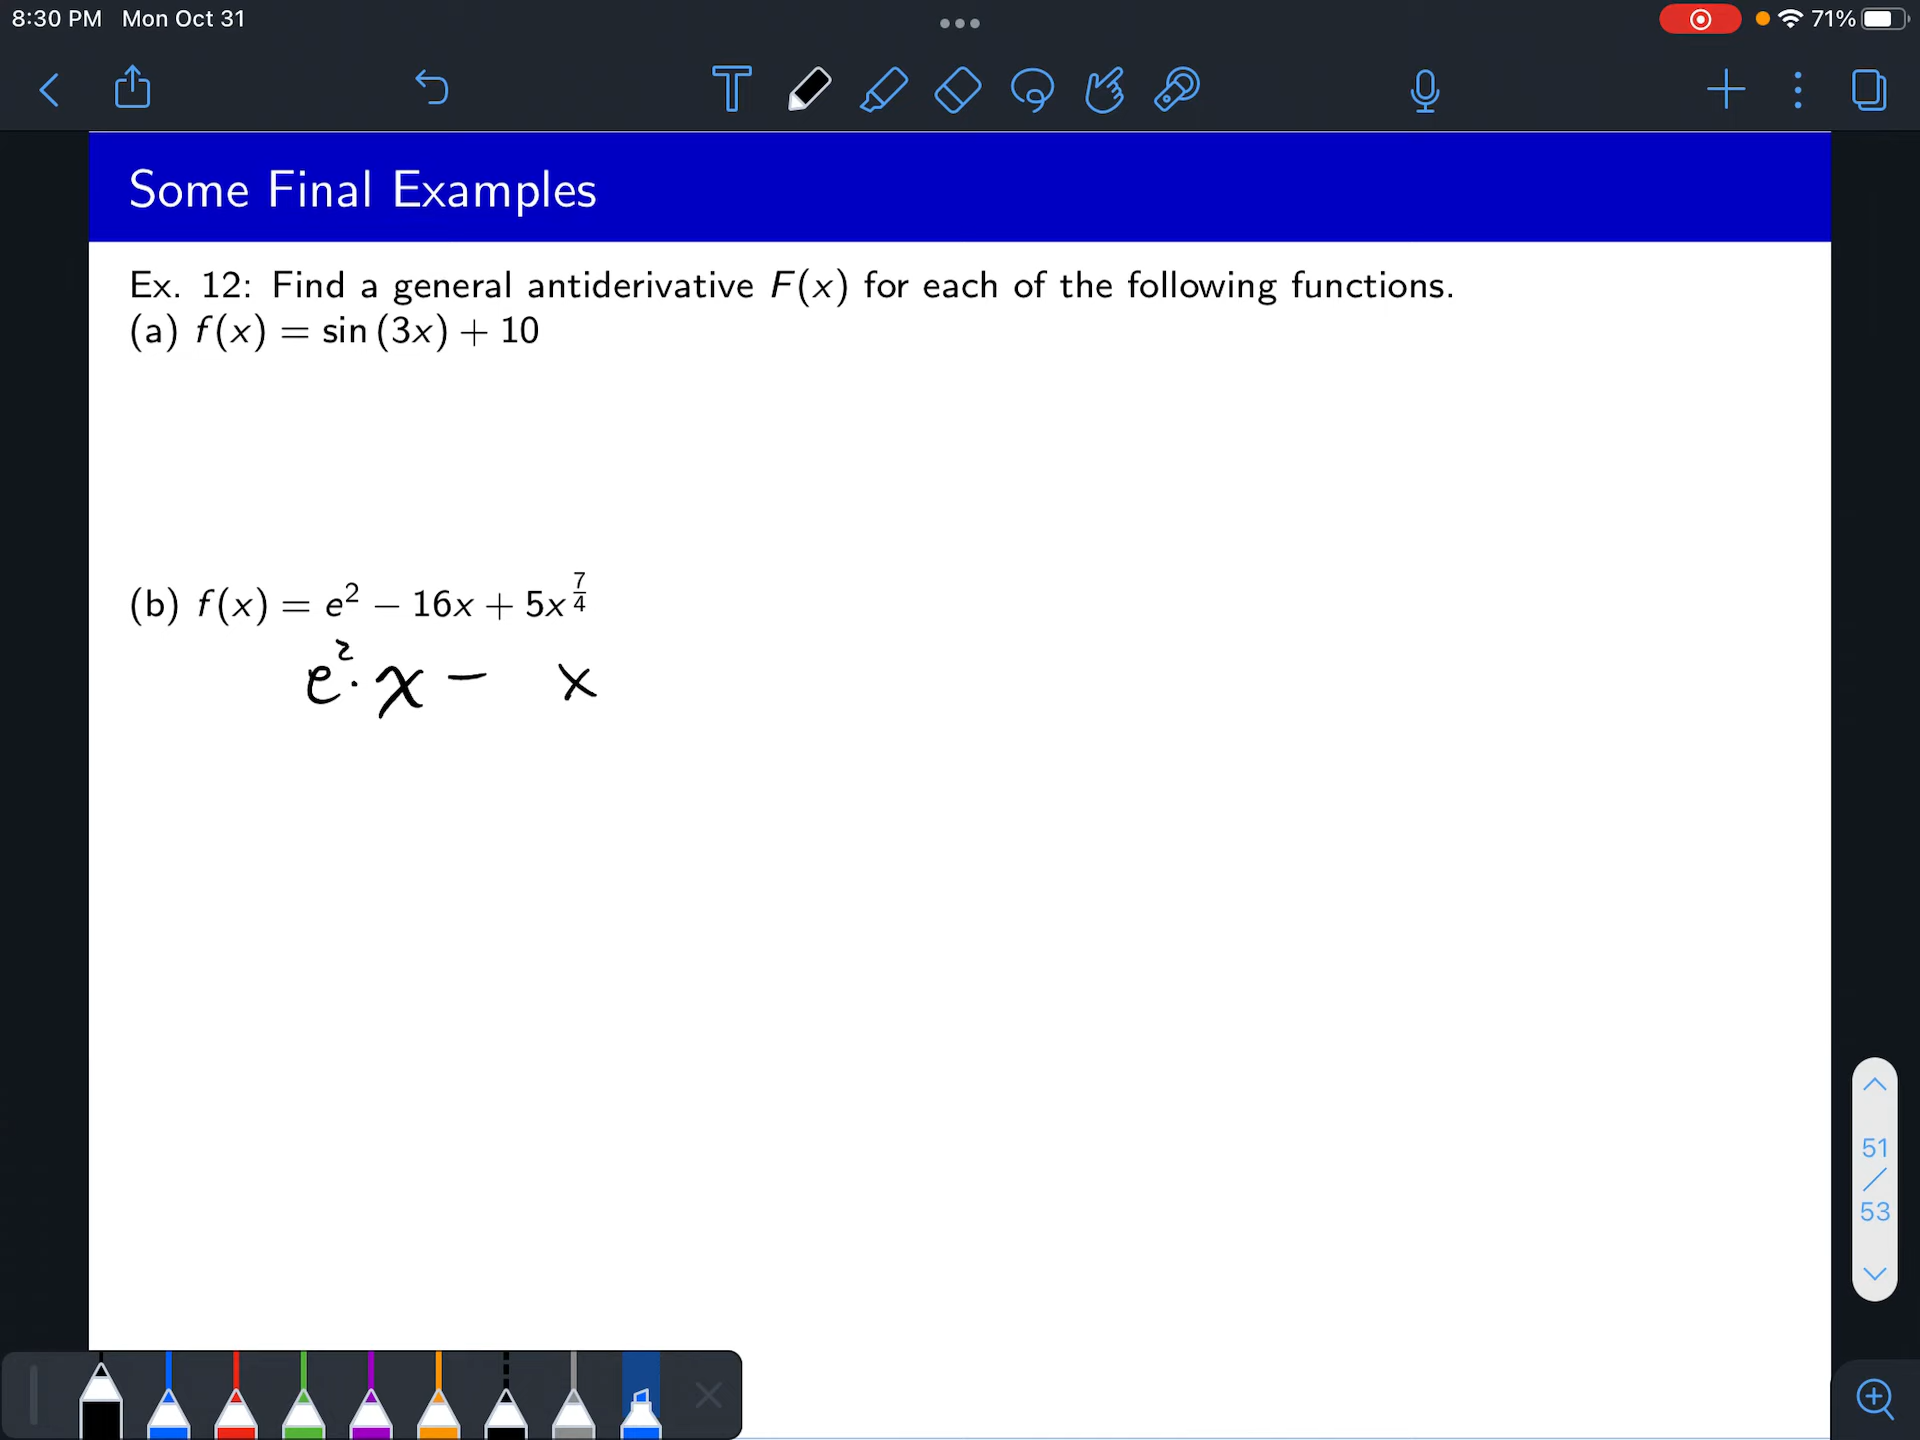 8:30 PM Mon Oct 31 71%
Some Final Examples
Ex. 12: Find a general antiderivative F(x) for each of the following functions.
(a) f(x) = sin (3x) + 10
(b) f(x) = e² − 16x + 5x^(7/4)
e² · x − x
51
/
53